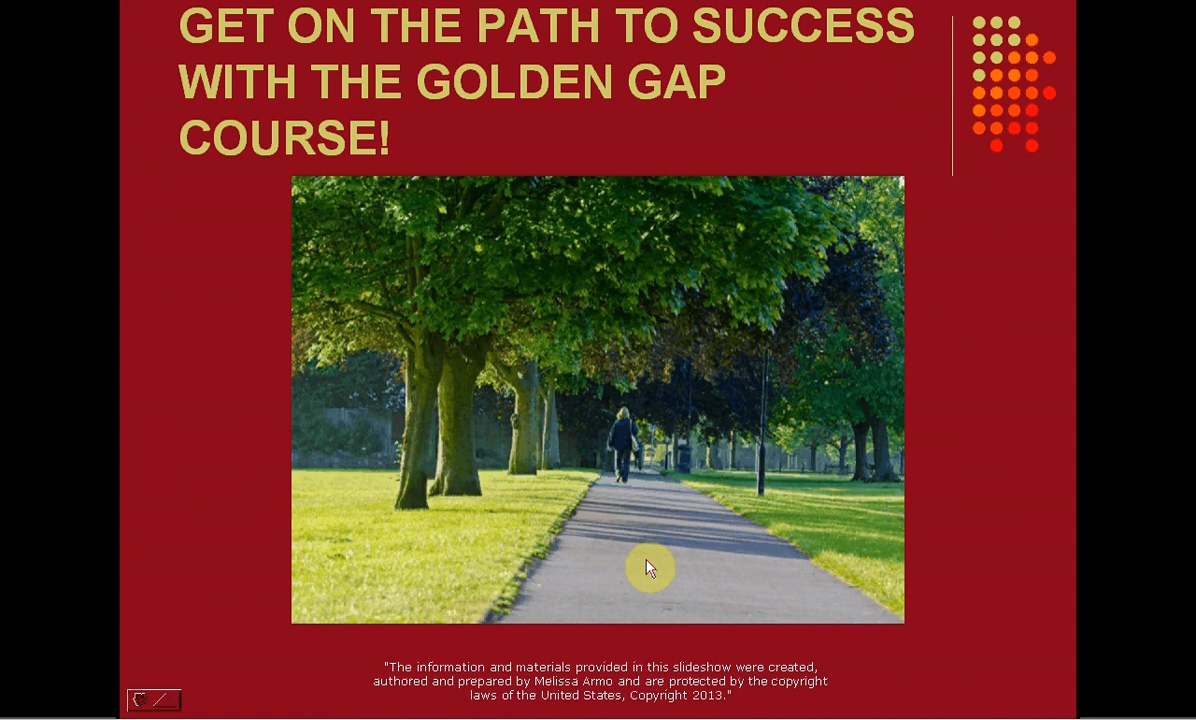 GET ON THE PATH TO SUCCESS
WITH THE GOLDEN GAP
COURSE!
"The information and materials provided in this slideshow were created,
authored and prepared by Melissa Armo and are protected by the copyright
laws of the United States, Copyright 2013."